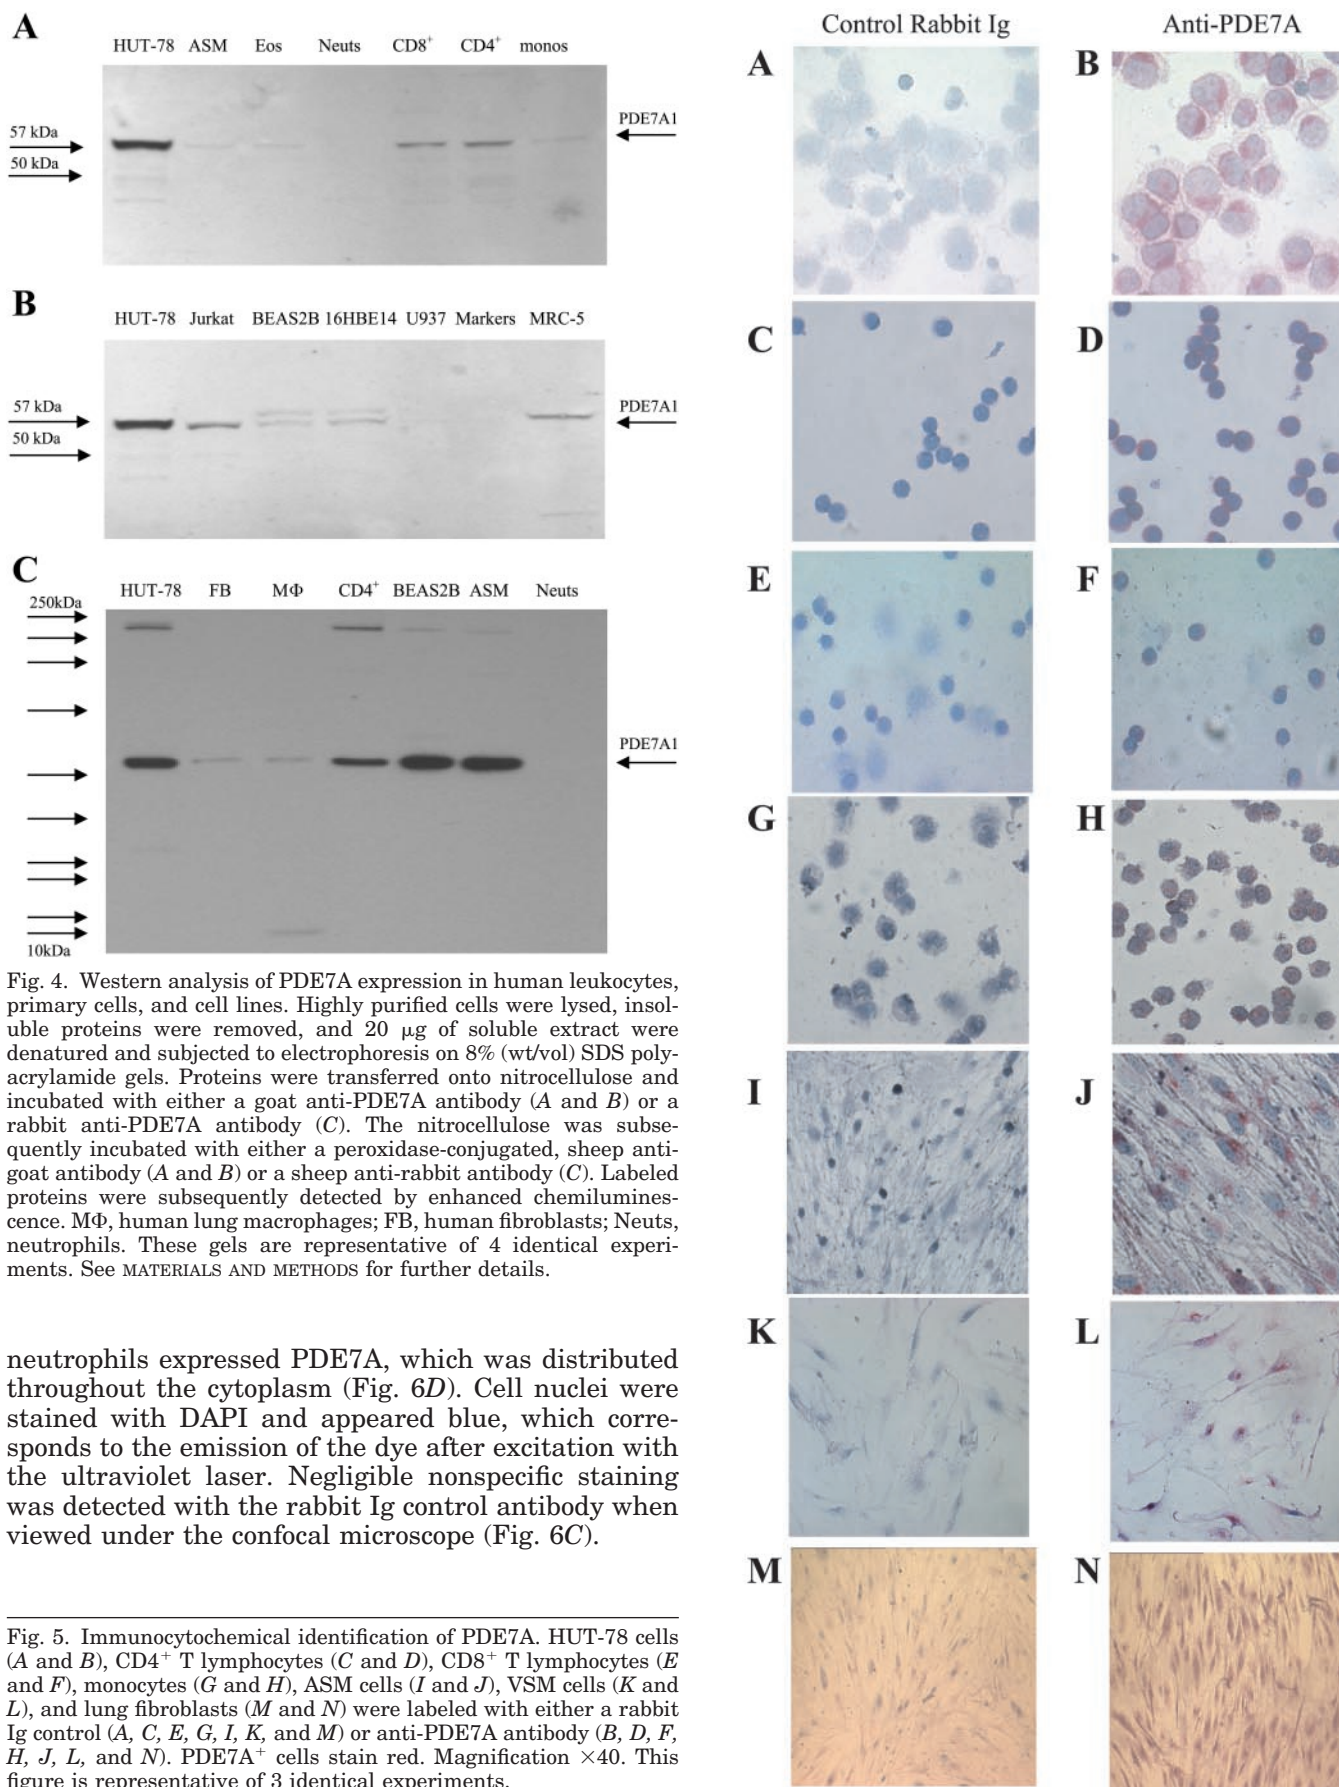 A
HUT-78 ASM Eos Neuts CD8+ CD4+ monos
57 kDa
50 kDa
PDE7A1
B
HUT-78 Jurkat BEAS2B 16HBE14 U937 Markers MRC-5
57 kDa
50 kDa
PDE7A1
C
HUT-78 FB MΦ CD4+ BEAS2B ASM Neuts
250kDa
PDE7A1
10kDa
Fig. 4. Western analysis of PDE7A expression in human leukocytes,
primary cells, and cell lines. Highly purified cells were lysed, insol-
uble proteins were removed, and 20 μg of soluble extract were
denatured and subjected to electrophoresis on 8% (wt/vol) SDS poly-
acrylamide gels. Proteins were transferred onto nitrocellulose and
incubated with either a goat anti-PDE7A antibody (A and B) or a
rabbit anti-PDE7A antibody (C). The nitrocellulose was subse-
quently incubated with either a peroxidase-conjugated, sheep anti-
goat antibody (A and B) or a sheep anti-rabbit antibody (C). Labeled
proteins were subsequently detected by enhanced chemilumines-
cence. MΦ, human lung macrophages; FB, human fibroblasts; Neuts,
neutrophils. These gels are representative of 4 identical experi-
ments. See MATERIALS AND METHODS for further details.
neutrophils expressed PDE7A, which was distributed
throughout the cytoplasm (Fig. 6D). Cell nuclei were
stained with DAPI and appeared blue, which corre-
sponds to the emission of the dye after excitation with
the ultraviolet laser. Negligible nonspecific staining
was detected with the rabbit Ig control antibody when
viewed under the confocal microscope (Fig. 6C).
Fig. 5. Immunocytochemical identification of PDE7A. HUT-78 cells
(A and B), CD4+ T lymphocytes (C and D), CD8+ T lymphocytes (E
and F), monocytes (G and H), ASM cells (I and J), VSM cells (K and
L), and lung fibroblasts (M and N) were labeled with either a rabbit
Ig control (A, C, E, G, I, K, and M) or anti-PDE7A antibody (B, D, F,
H, J, L, and N). PDE7A+ cells stain red. Magnification ×40. This
figure is representative of 3 identical experiments.
Control Rabbit Ig Anti-PDE7A
A B
C D
E F
G H
I J
K L
M N